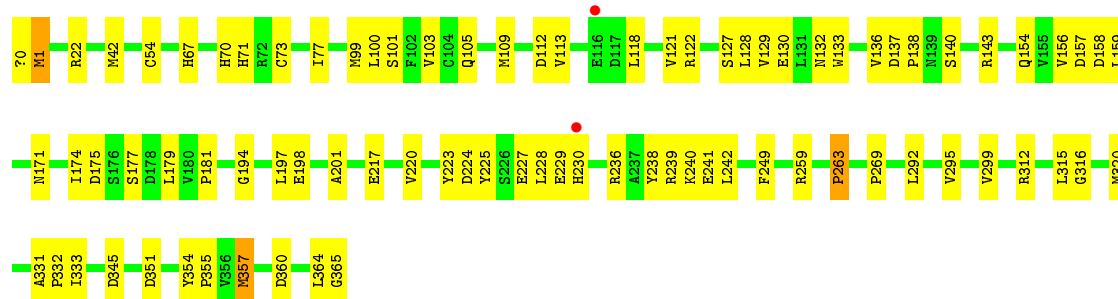 ?0 M1 R22 M42 C54 H67 H70 H71 R72 C73 I77 M99 L100 S101 F102 V103 C104 Q105 M109 D112 V113 E116 D117 L118 V121 R122 S127 L128 V129 E130 L131 N132 W133 V136 D137 P138 N139 S140 R143 Q154 V155 V156 D157 D158 L159
N171 I174 D175 S176 S177 D178 L179 V180 P181 G194 L197 E198 A201 E217 V220 Y223 D224 Y225 S226 E227 L228 E229 H230 R236 A237 Y238 R239 K240 E241 L242 F249 R259 P263 P269 L292 V295 V299 R312 L315 G316
A331 P332 I333 D345 D351 Y354 P355 V356 M357 D360 L364 G365